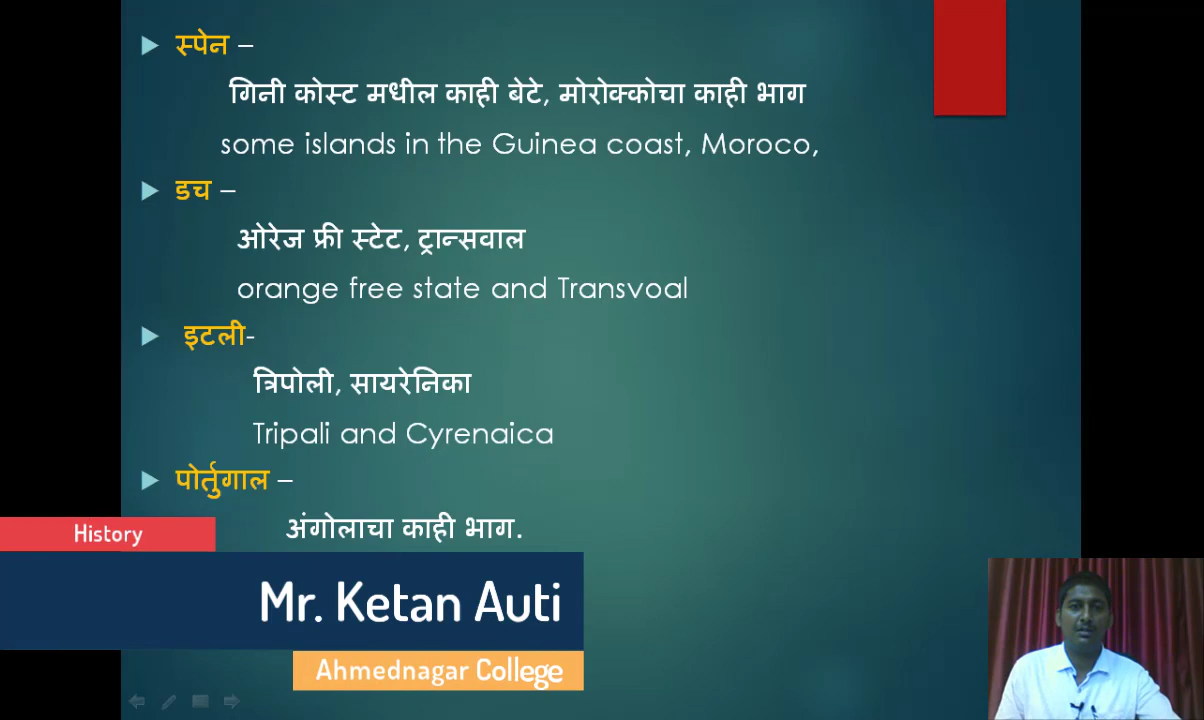 स्पेन –
गिनी कोस्ट मधील काही बेटे, मोरोक्कोचा काही भाग
some islands in the Guinea coast, Moroco,
डच –
ओरेज फ्री स्टेट, ट्रान्सवाल
orange free state and Transvoal
इटली-
त्रिपोली, सायरेनिका
Tripali and Cyrenaica
पोर्तुगाल –
अंगोलाचा काही भाग.
History
Mr. Ketan Auti
Ahmednagar College